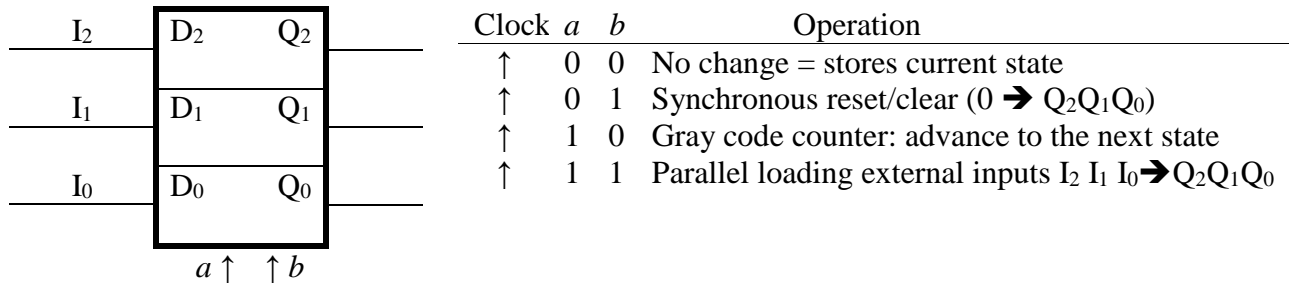 I₂ D₂ Q₂
I₁ D₁ Q₁
I₀ D₀ Q₀
a ↑ ↑ b
Clock a b Operation
↑ 0 0 No change = stores current state
↑ 0 1 Synchronous reset/clear (0 ➔ Q₂Q₁Q₀)
↑ 1 0 Gray code counter: advance to the next state
↑ 1 1 Parallel loading external inputs I₂ I₁ I₀➔Q₂Q₁Q₀